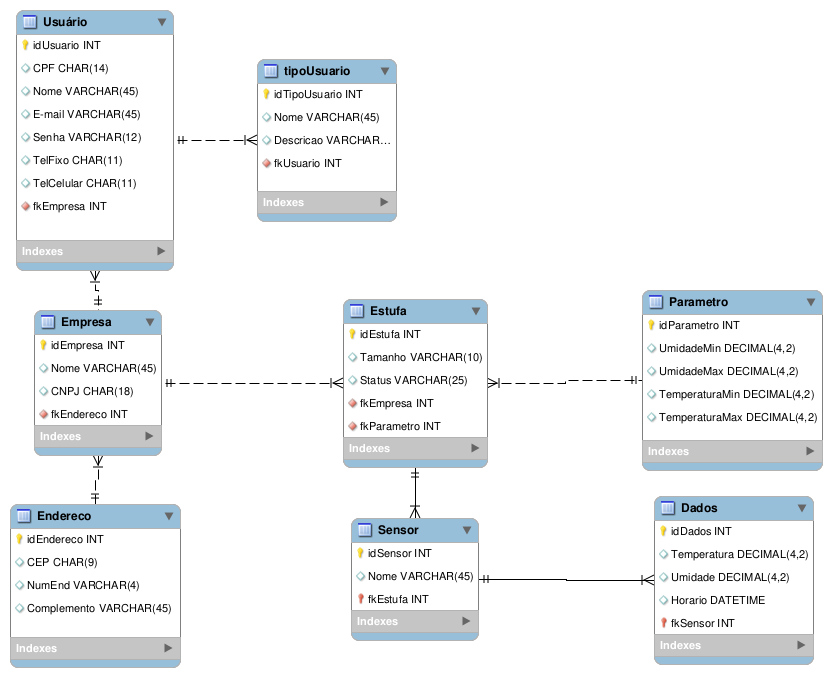 Usuário
idUsuario INT
CPF CHAR(14)
Nome VARCHAR(45)
E-mail VARCHAR(45)
Senha VARCHAR(12)
TelFixo CHAR(11)
TelCelular CHAR(11)
fkEmpresa INT
Indexes
tipoUsuario
idTipoUsuario INT
Nome VARCHAR(45)
Descricao VARCHAR...
fkUsuario INT
Indexes
Empresa
idEmpresa INT
Nome VARCHAR(45)
CNPJ CHAR(18)
fkEndereco INT
Indexes
Estufa
idEstufa INT
Tamanho VARCHAR(10)
Status VARCHAR(25)
fkEmpresa INT
fkParametro INT
Indexes
Parametro
idParametro INT
UmidadeMin DECIMAL(4,2)
UmidadeMax DECIMAL(4,2)
TemperaturaMin DECIMAL(4,2)
TemperaturaMax DECIMAL(4,2)
Indexes
Endereco
idEndereco INT
CEP CHAR(9)
NumEnd VARCHAR(4)
Complemento VARCHAR(45)
Indexes
Sensor
idSensor INT
Nome VARCHAR(45)
fkEstufa INT
Indexes
Dados
idDados INT
Temperatura DECIMAL(4,2)
Umidade DECIMAL(4,2)
Horario DATETIME
fkSensor INT
Indexes